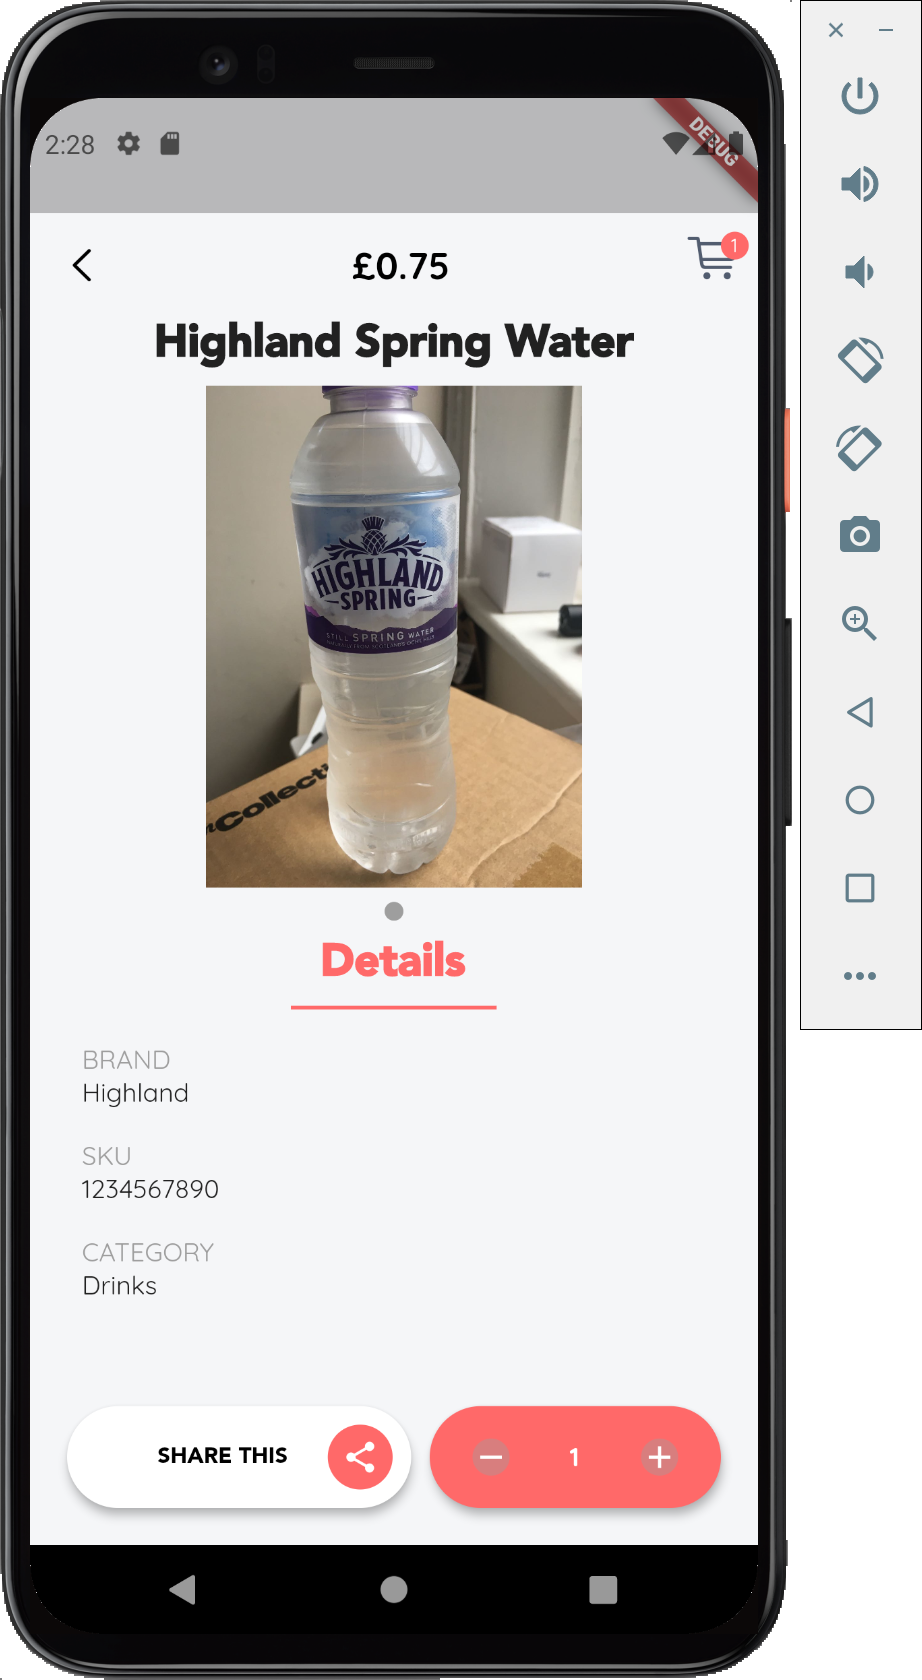 2:28
DEBUG
£0.75
1
Highland Spring Water
HIGHLAND
SPRING
STILL SPRING WATER
Collecti
Details
BRAND
Highland
SKU
1234567890
CATEGORY
Drinks
SHARE THIS
1